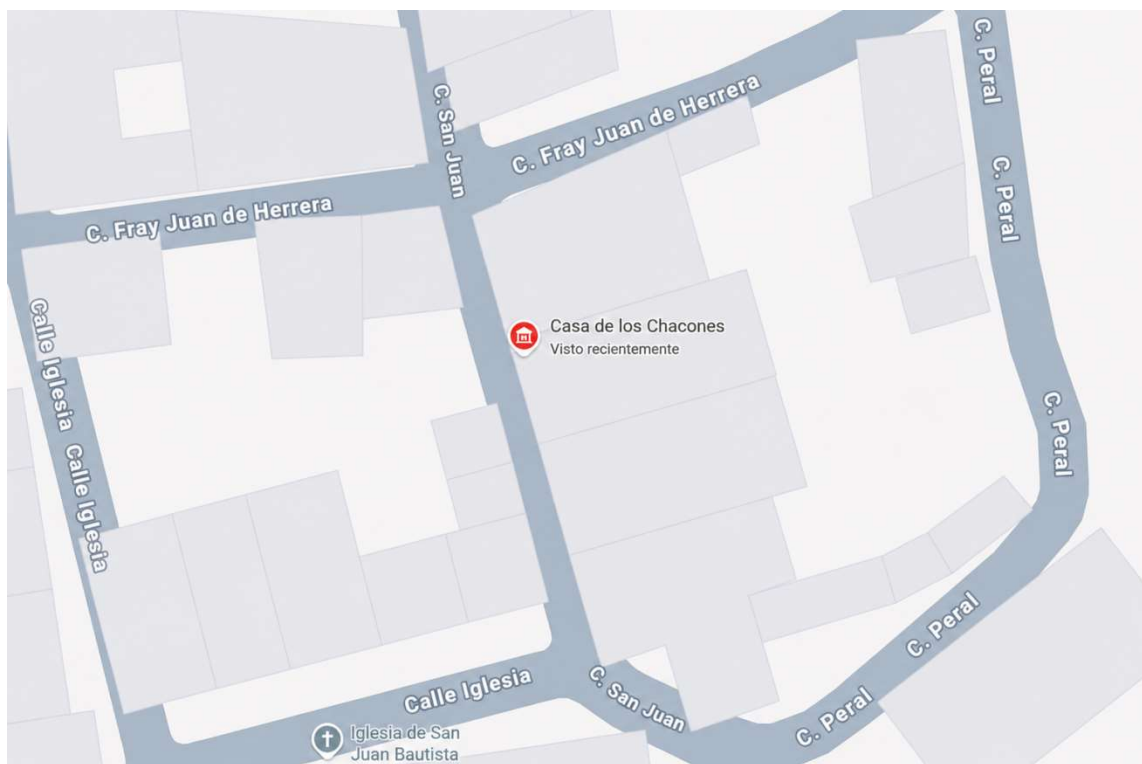 C. Peral
C. San Juan
C. Fray Juan de Herrera
C. Peral
C. Fray Juan de Herrera
Casa de los Chacones
Visto recientemente
Calle Iglesia
C. Peral
Calle Iglesia
C. Peral
Calle Iglesia
C. San Juan
C. Peral
Iglesia de San
Juan Bautista